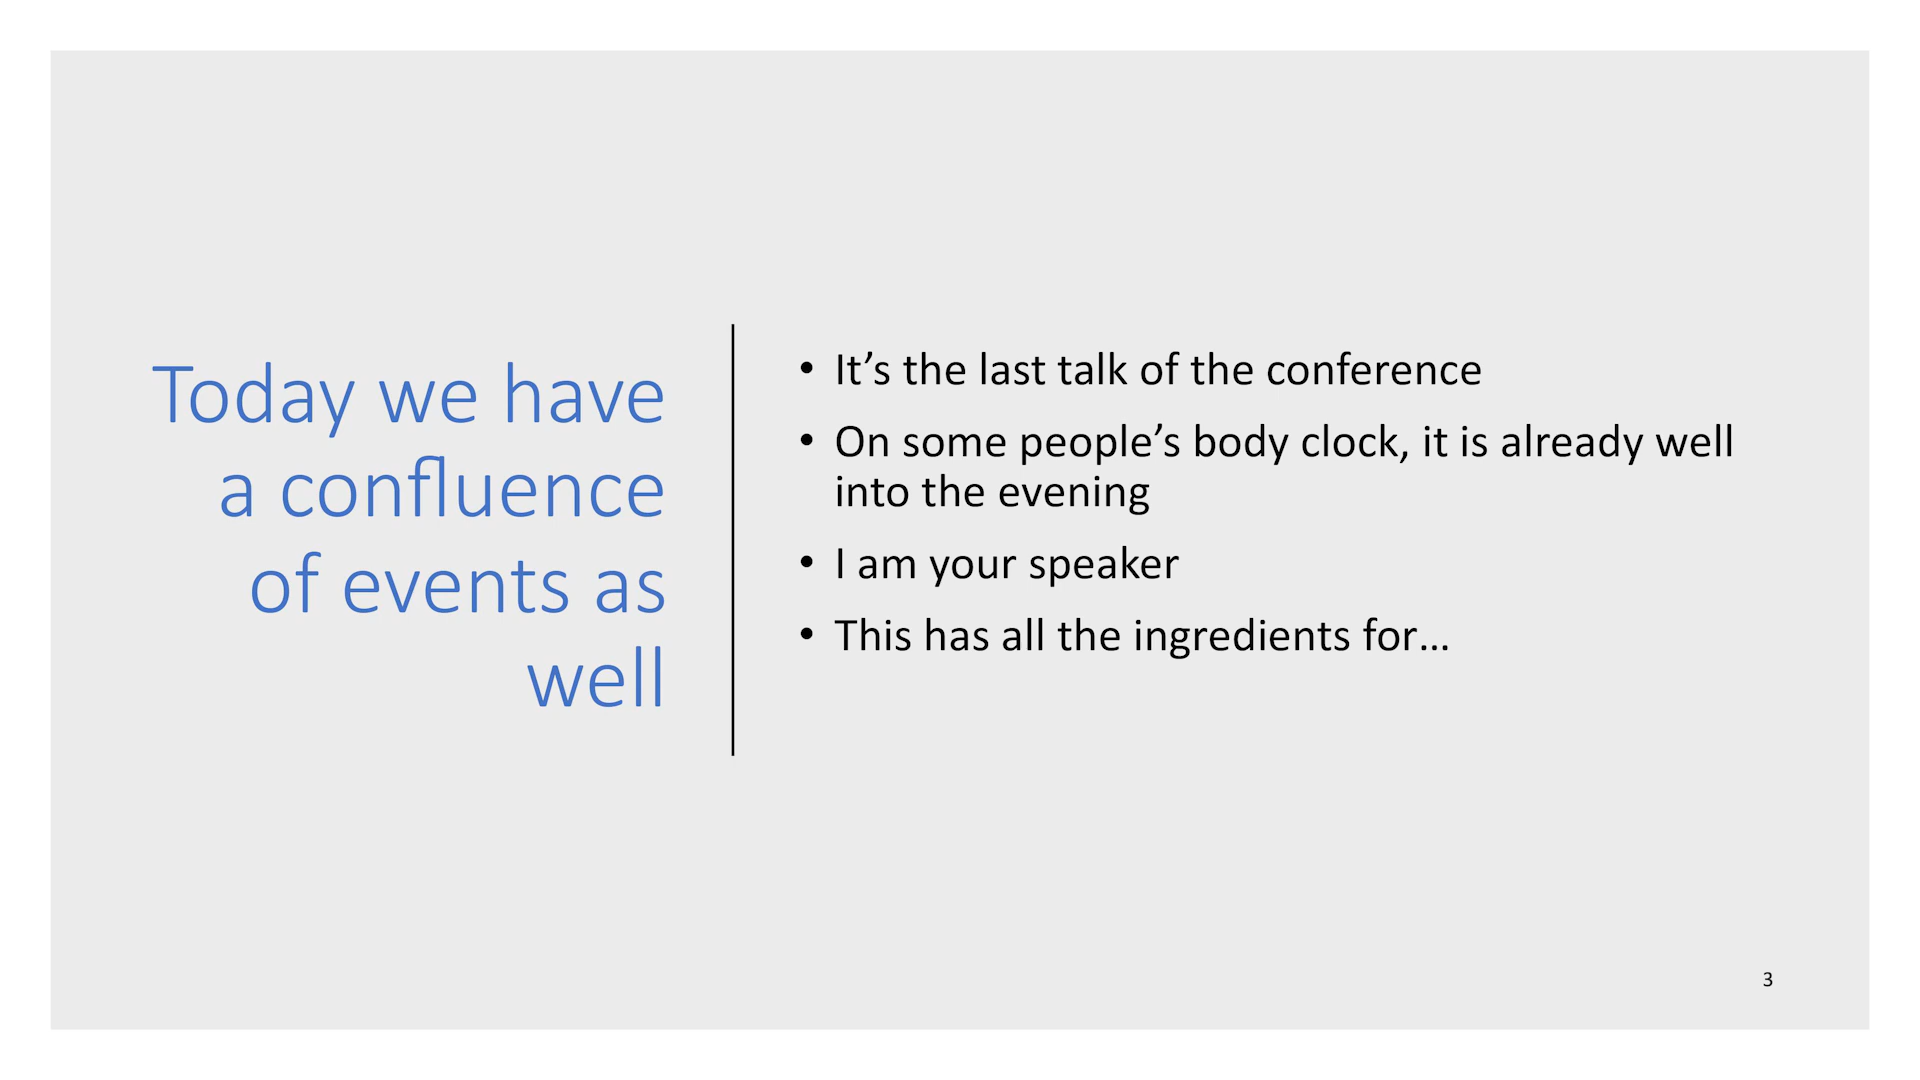 Today we have
a confluence
of events as
well
• It’s the last talk of the conference
• On some people’s body clock, it is already well
into the evening
• I am your speaker
• This has all the ingredients for…
3